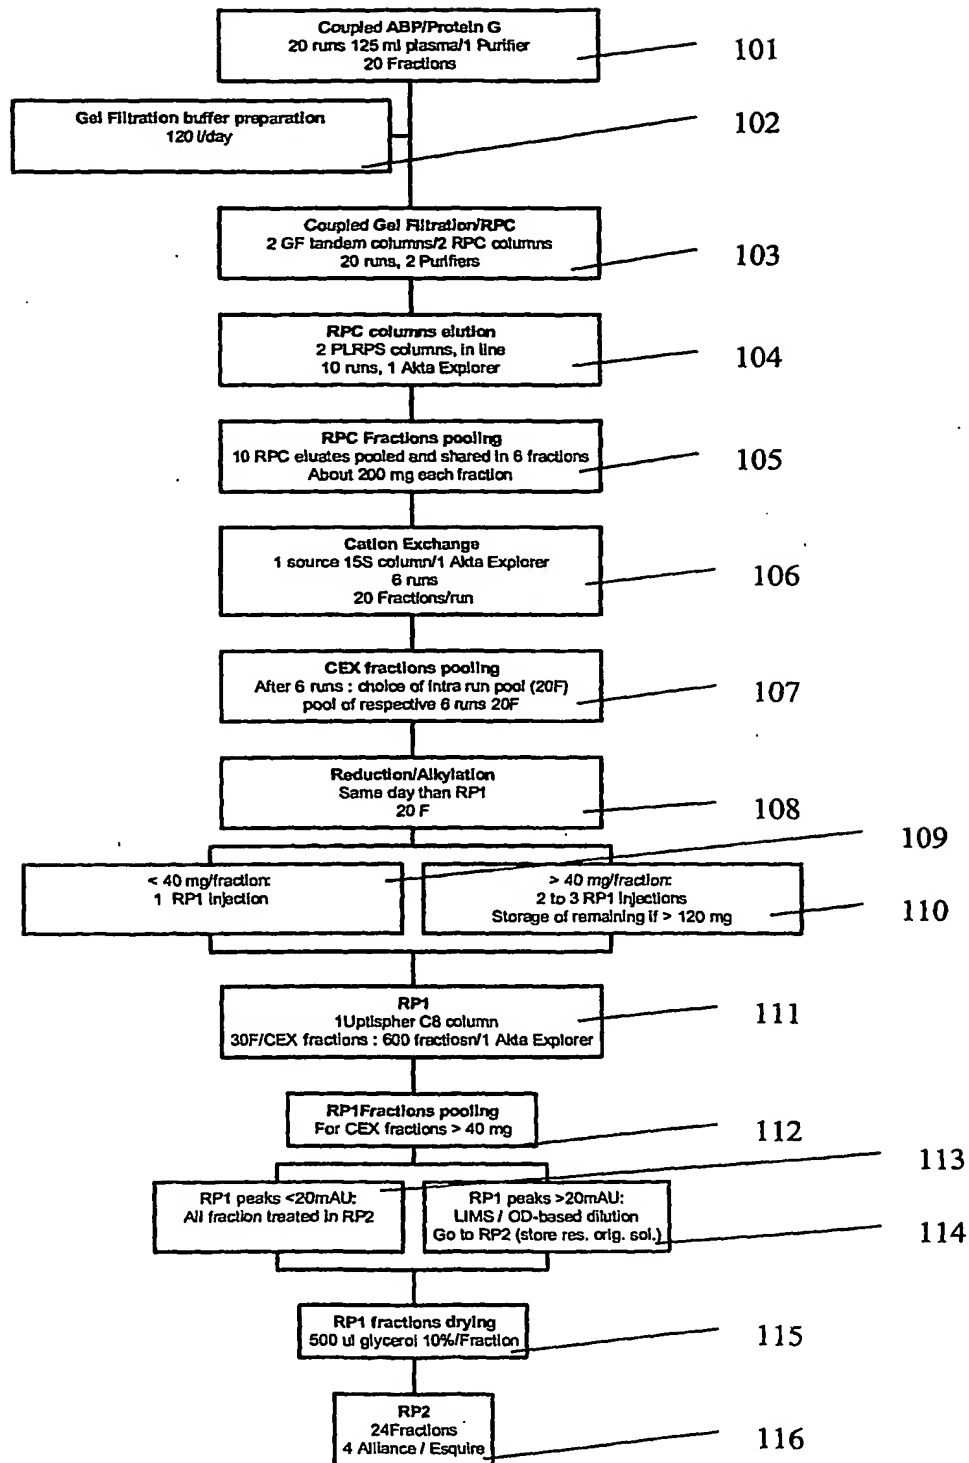 Coupled ABP/Protein G
20 runs 125 ml plasma/1 Purifier
20 Fractions
101
Gel Filtration buffer preparation
120 l/day
102
Coupled Gel Filtration/RPC
2 GF tandem columns/2 RPC columns
20 runs, 2 Purifiers
103
RPC columns elution
2 PLRPS columns, in line
10 runs, 1 Akta Explorer
104
RPC Fractions pooling
10 RPC eluates pooled and shared in 6 fractions
About 200 mg each fraction
105
Cation Exchange
1 source 15S column/1 Akta Explorer
6 runs
20 Fractions/run
106
CEX fractions pooling
After 6 runs : choice of intra run pool (20F)
pool of respective 6 runs 20F
107
Reduction/Alkylation
Same day than RP1
20 F
108
109
< 40 mg/fraction:
1 RP1 injection
> 40 mg/fraction:
2 to 3 RP1 injections
Storage of remaining if > 120 mg
110
RP1
1Uptispher C8 column
30F/CEX fractions : 600 fractiosn/1 Akta Explorer
111
RP1Fractions pooling
For CEX fractions > 40 mg
112
113
RP1 peaks <20mAU:
All fraction treated in RP2
RP1 peaks >20mAU:
LIMS / OD-based dilution
Go to RP2 (store res. orig. sol.)
114
RP1 fractions drying
500 ul glycerol 10%/Fraction
115
RP2
24Fractions
4 Alliance / Esquire
116